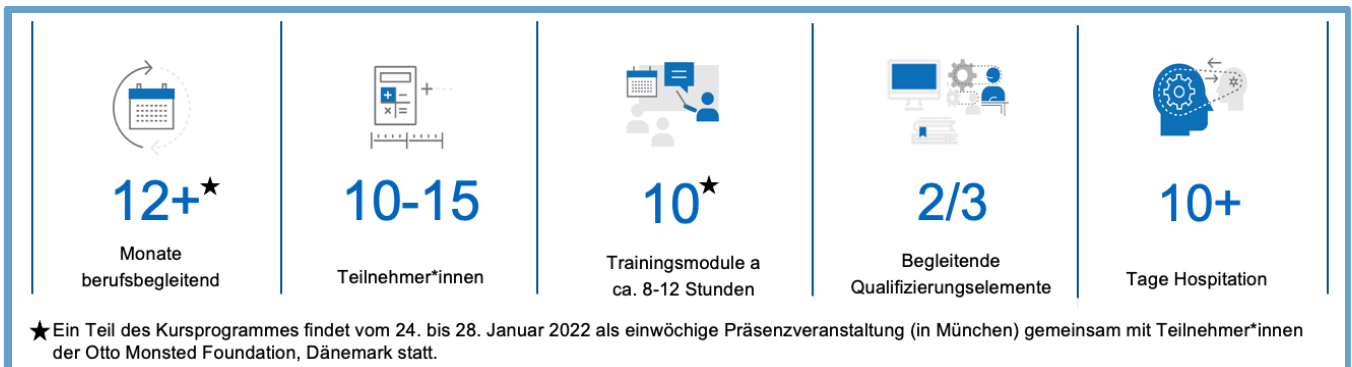 12+★
Monate
berufsbegleitend
10-15
Teilnehmer*innen
10★
Trainingsmodule a
ca. 8-12 Stunden
2/3
Begleitende
Qualifizierungselemente
10+
Tage Hospitation
★Ein Teil des Kursprogrammes findet vom 24. bis 28. Januar 2022 als einwöchige Präsenzveranstaltung (in München) gemeinsam mit Teilnehmer*innen
der Otto Monsted Foundation, Dänemark statt.